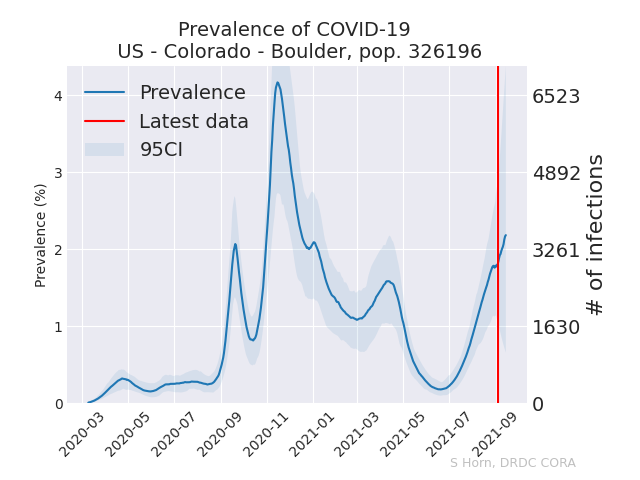 Prevalence of COVID-19
US - Colorado - Boulder, pop. 326196
Prevalence
Latest data
95CI
Prevalence (%)
4
3
2
1
0
6523
4892
3261
1630
0
# of infections
2020-03
2020-05
2020-07
2020-09
2020-11
2021-01
2021-03
2021-05
2021-07
2021-09
S Horn, DRDC CORA